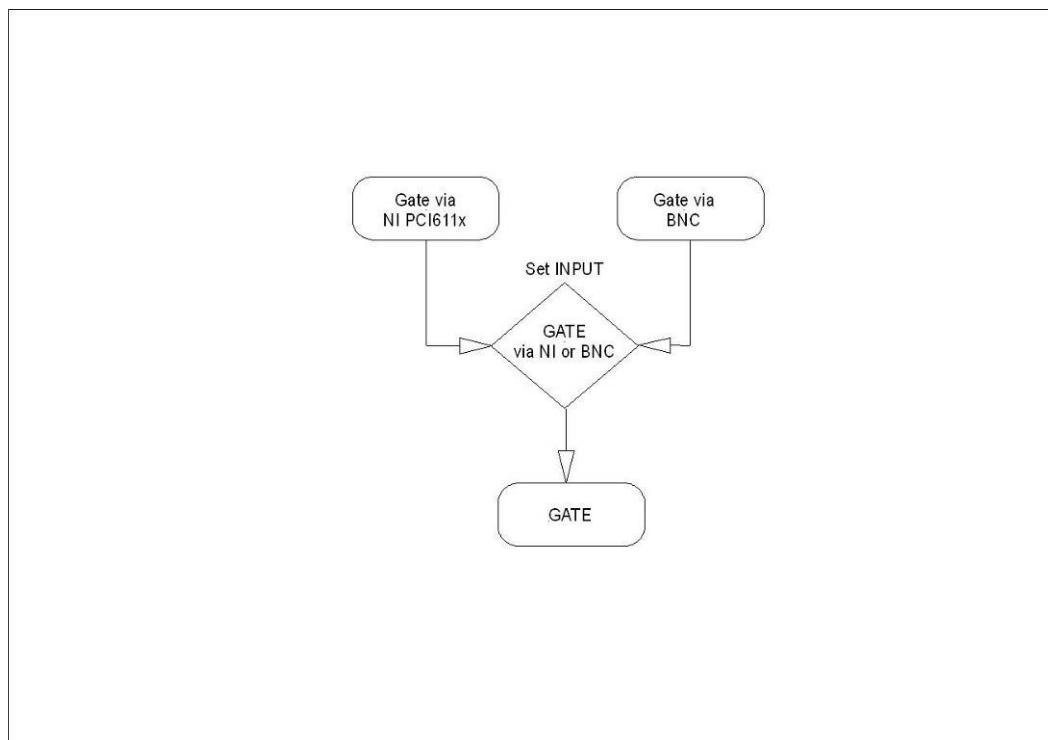 Gate via
NI PCI611x
Gate via
BNC
Set INPUT
GATE
via NI or BNC
GATE